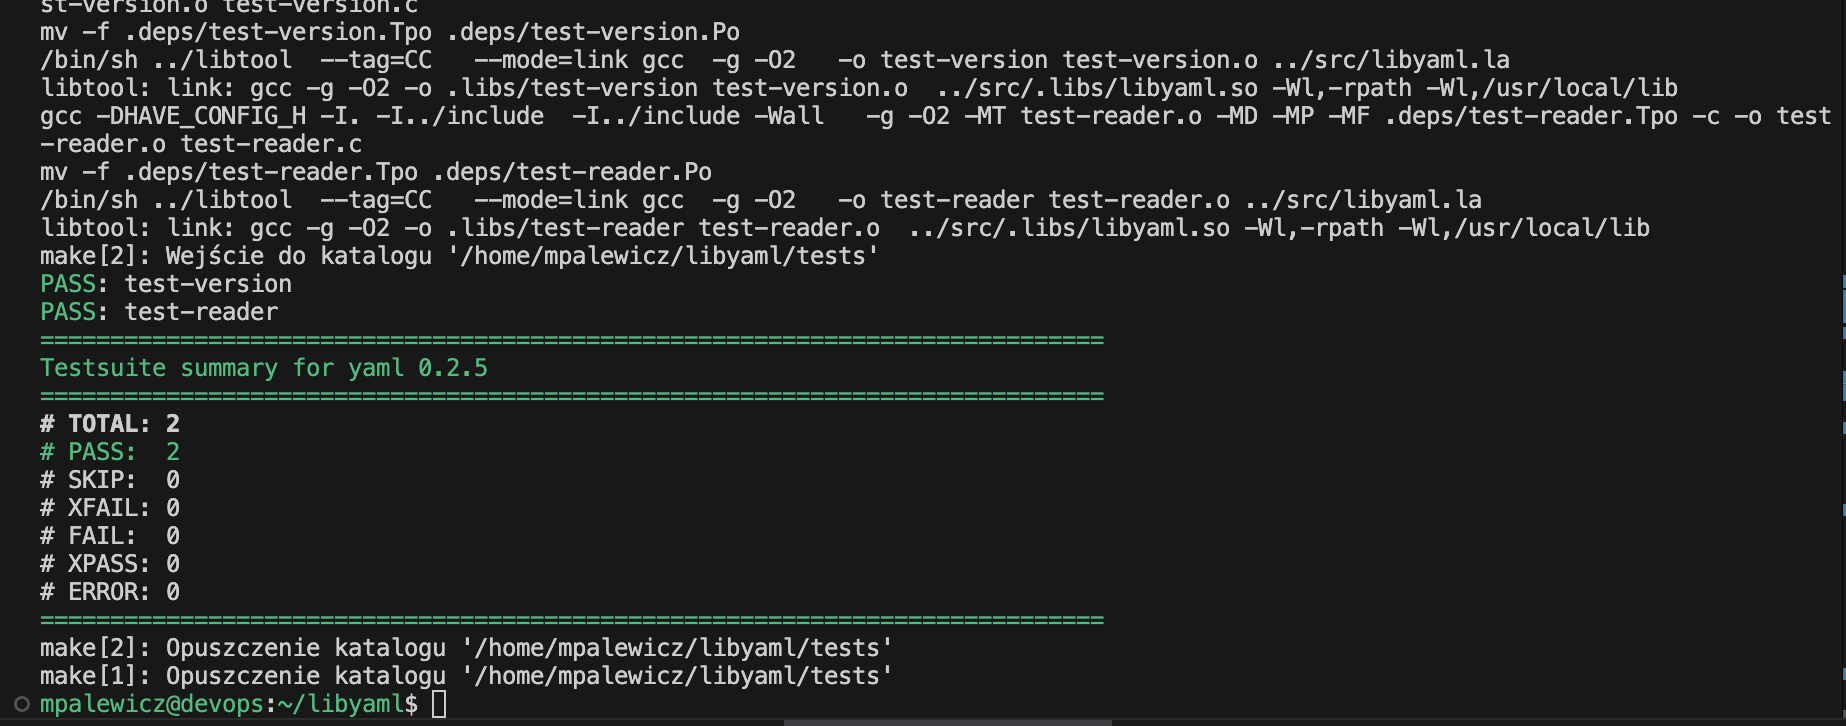 st-version.o test-version.c
mv -f .deps/test-version.Tpo .deps/test-version.Po
/bin/sh ../libtool  --tag=CC   --mode=link gcc  -g -O2   -o test-version test-version.o ../src/libyaml.la
libtool: link: gcc -g -O2 -o .libs/test-version test-version.o  ../src/.libs/libyaml.so -Wl,-rpath -Wl,/usr/local/lib
gcc -DHAVE_CONFIG_H -I. -I../include  -I../include -Wall   -g -O2 -MT test-reader.o -MD -MP -MF .deps/test-reader.Tpo -c -o test
-reader.o test-reader.c
mv -f .deps/test-reader.Tpo .deps/test-reader.Po
/bin/sh ../libtool  --tag=CC   --mode=link gcc  -g -O2   -o test-reader test-reader.o ../src/libyaml.la
libtool: link: gcc -g -O2 -o .libs/test-reader test-reader.o  ../src/.libs/libyaml.so -Wl,-rpath -Wl,/usr/local/lib
make[2]: Wejście do katalogu '/home/mpalewicz/libyaml/tests'
PASS: test-version
PASS: test-reader
============================================================================
Testsuite summary for yaml 0.2.5
============================================================================
# TOTAL: 2
# PASS:  2
# SKIP:  0
# XFAIL: 0
# FAIL:  0
# XPASS: 0
# ERROR: 0
============================================================================
make[2]: Opuszczenie katalogu '/home/mpalewicz/libyaml/tests'
make[1]: Opuszczenie katalogu '/home/mpalewicz/libyaml/tests'
mpalewicz@devops:~/libyaml$